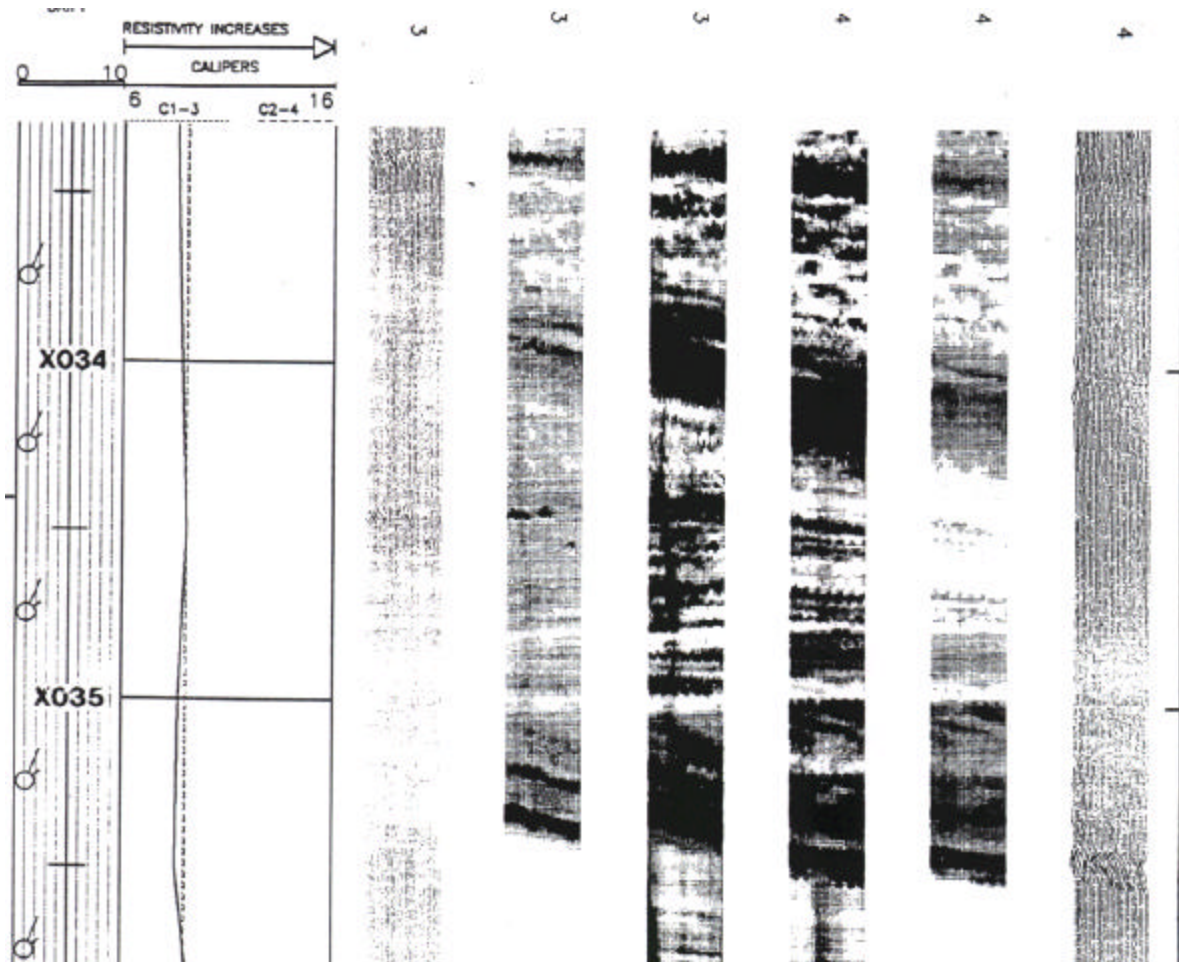 RESISTIVITY INCREASES
CALIPERS
0 10
6 16
C1-3 C2-4
3 3 3 4 4 4
X034
X035